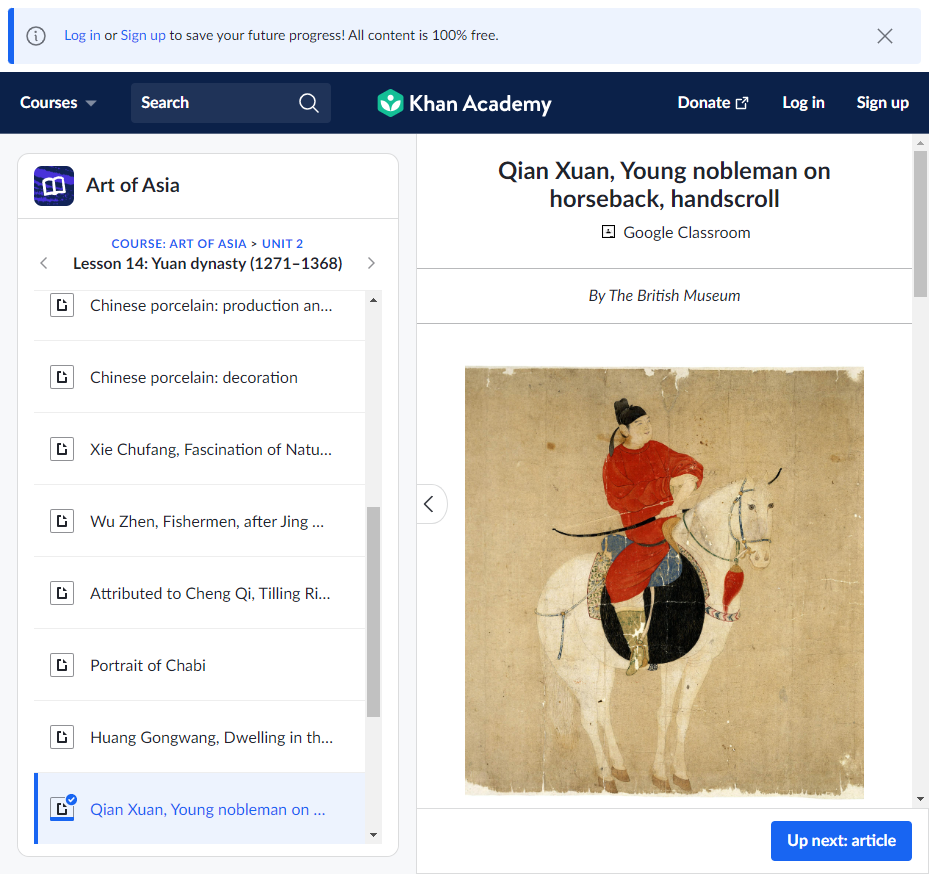 Log in or Sign up to save your future progress! All content is 100% free.
Courses
Search
Khan Academy
Donate
Log in
Sign up
Art of Asia
COURSE: ART OF ASIA > UNIT 2
Lesson 14: Yuan dynasty (1271–1368)
Chinese porcelain: production an...
Chinese porcelain: decoration
Xie Chufang, Fascination of Natu...
Wu Zhen, Fishermen, after Jing ...
Attributed to Cheng Qi, Tilling Ri...
Portrait of Chabi
Huang Gongwang, Dwelling in th...
Qian Xuan, Young nobleman on ...
Qian Xuan, Young nobleman on
horseback, handscroll
Google Classroom
By The British Museum
Up next: article